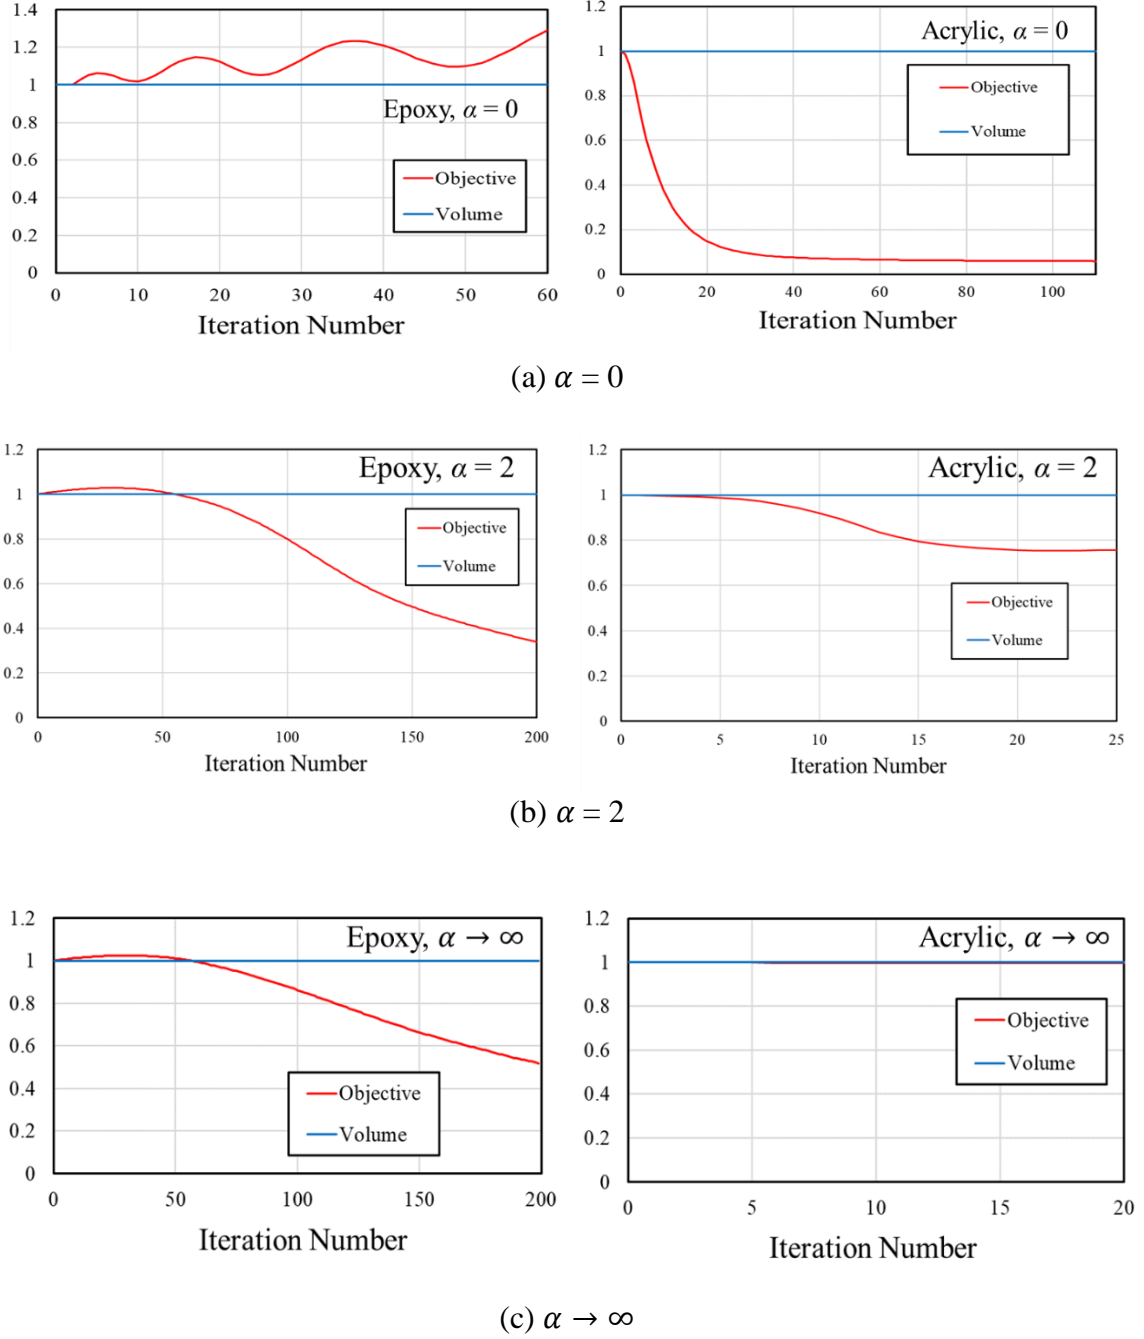 1.4
1.2
1
0.8
0.6
0.4
0.2
0
Epoxy, α = 0
Objective
Volume
0 10 20 30 40 50 60
Iteration Number
1.2
1
0.8
0.6
0.4
0.2
0
Acrylic, α = 0
Objective
Volume
0 20 40 60 80 100
Iteration Number
(a) α = 0
1.2
1
0.8
0.6
0.4
0.2
0
Epoxy, α = 2
Objective
Volume
0 50 100 150 200
Iteration Number
1.2
1
0.8
0.6
0.4
0.2
0
Acrylic, α = 2
Objective
Volume
0 5 10 15 20 25
Iteration Number
(b) α = 2
1.2
1
0.8
0.6
0.4
0.2
0
Epoxy, α → ∞
Objective
Volume
0 50 100 150 200
Iteration Number
1.2
1
0.8
0.6
0.4
0.2
0
Acrylic, α → ∞
Objective
Volume
0 5 10 15 20
Iteration Number
(c) α → ∞